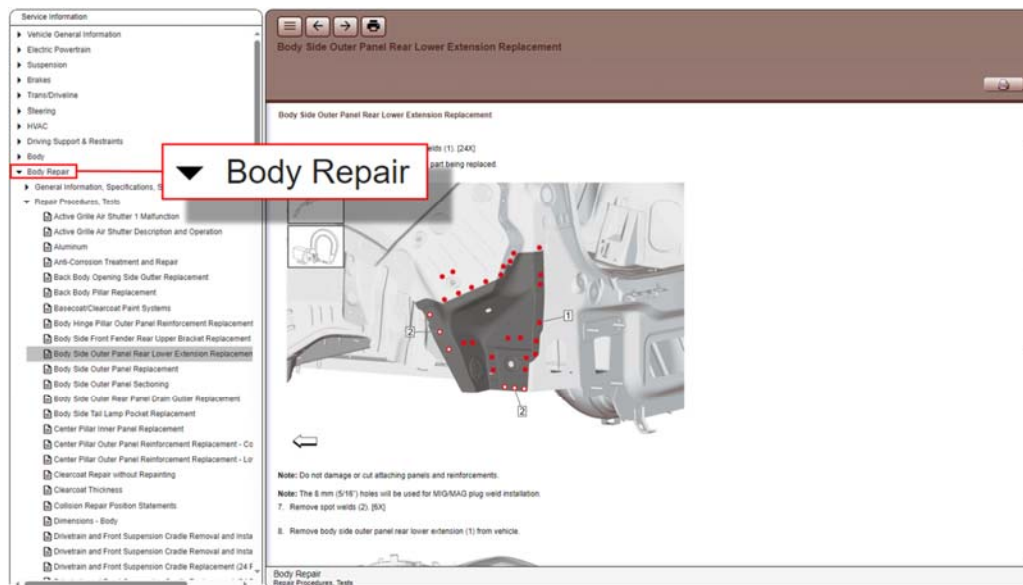 Service Information
Vehicle General Information
Electric Powertrain
Suspension
Brakes
Trans/Driveline
Steering
HVAC
Driving Support & Restraints
Body
Body Repair
General Information, Specifications, S
Repair Procedures, Tests
Active Grille Air Shutter 1 Malfunction
Active Grille Air Shutter Description and Operation
Aluminum
Anti-Corrosion Treatment and Repair
Back Body Opening Side Gutter Replacement
Back Body Pillar Replacement
Basecoat/Clearcoat Paint Systems
Body Hinge Pillar Outer Panel Reinforcement Replacement
Body Side Front Fender Rear Upper Bracket Replacement
Body Side Outer Panel Rear Lower Extension Replacemen
Body Side Outer Panel Replacement
Body Side Outer Panel Sectioning
Body Side Outer Rear Panel Drain Gutter Replacement
Body Side Tail Lamp Pocket Replacement
Center Pillar Inner Panel Replacement
Center Pillar Outer Panel Reinforcement Replacement - Co
Center Pillar Outer Panel Reinforcement Replacement - Lo
Clearcoat Repair without Repainting
Clearcoat Thickness
Collision Repair Position Statements
Dimensions - Body
Drivetrain and Front Suspension Cradle Removal and Insta
Drivetrain and Front Suspension Cradle Removal and Insta
Drivetrain and Front Suspension Cradle Replacement (24 F
Body Repair
Body Side Outer Panel Rear Lower Extension Replacement
Body Side Outer Panel Rear Lower Extension Replacement
welds (1). [24X]
part being replaced.
1
2
2
Note: Do not damage or cut attaching panels and reinforcements.
Note: The 8 mm (5/16") holes will be used for MIG/MAG plug weld installation.
7. Remove spot welds (2). [6X]
8. Remove body side outer panel rear lower extension (1) from vehicle.
Body Repair
Repair Procedures, Tests